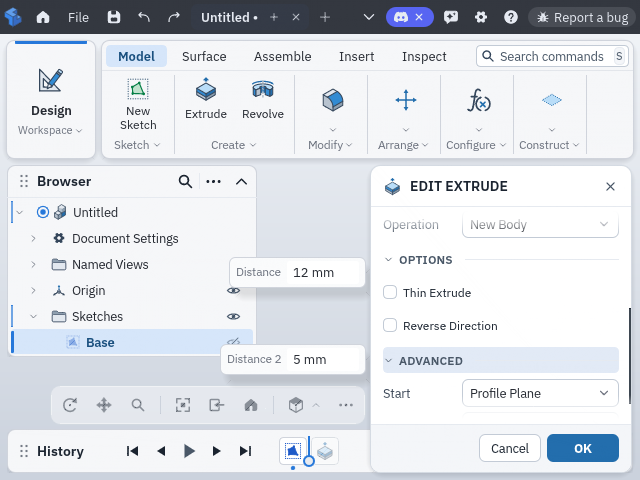 File
Untitled •
Report a bug
Design
Workspace
Model
Surface
Assemble
Insert
Inspect
Search commands
S
New
Sketch
Extrude
Revolve
Sketch
Create
Modify
Arrange
Configure
Construct
Browser
Untitled
Document Settings
Named Views
Origin
Sketches
Base
Distance 12 mm
Distance 2 5 mm
EDIT EXTRUDE
Operation New Body
OPTIONS
Thin Extrude
Reverse Direction
ADVANCED
Start Profile Plane
Cancel
OK
History